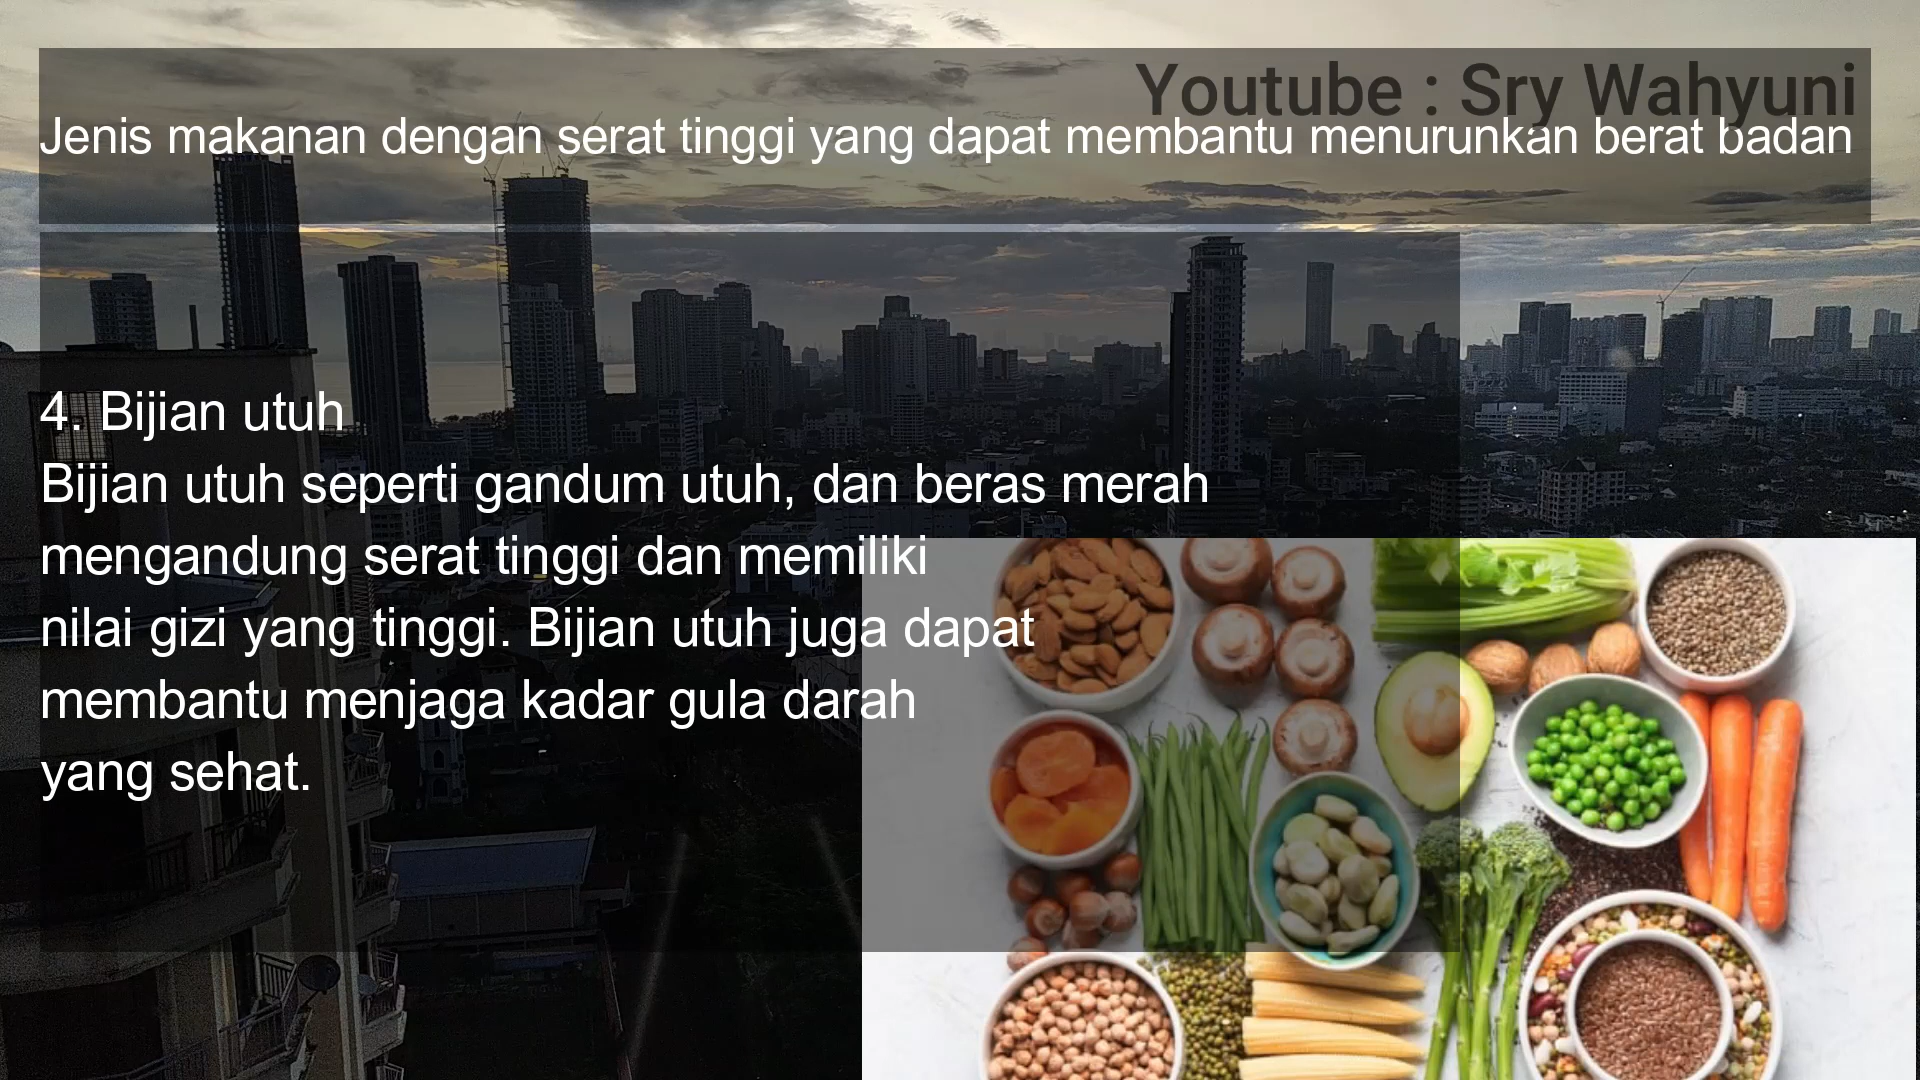 Youtube : Sry Wahyuni
Jenis makanan dengan serat tinggi yang dapat membantu menurunkan berat badan
4. Bijian utuh
Bijian utuh seperti gandum utuh, dan beras merah
mengandung serat tinggi dan memiliki
nilai gizi yang tinggi. Bijian utuh juga dapat
membantu menjaga kadar gula darah
yang sehat.